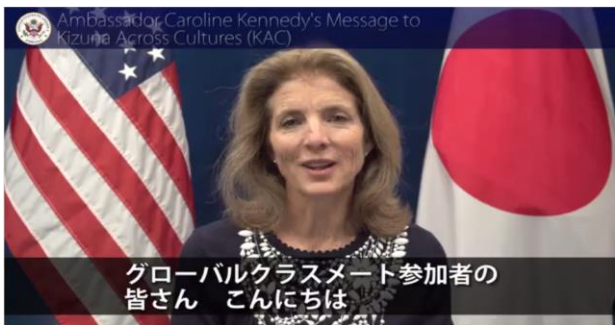 Ambassador Caroline Kennedy's Message to
Kizuna Across Cultures (KAC)
グローバルクラスメート参加者の
皆さん　こんにちは